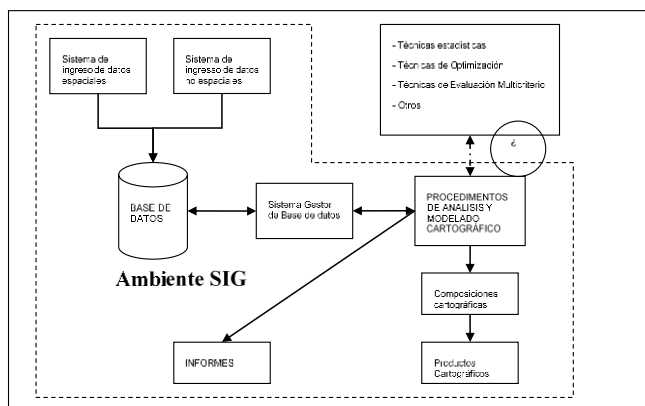 Sistema de
ingreso de datos
espaciales
Sistema de
ingresso de datos
no espaciales
- Técnicas estadísticas
- Técnicas de Optimización
- Técnicas de Evaluación Multicriterio
- Otros
¿
BASE DE
DATOS
Sistema Gestor
de Base de datos
PROCEDIMENTOS
DE ANALISIS Y
MODELADO
CARTOGRÁFICO
Ambiente SIG
Composiciones
cartográficas
INFORMES
Productos
Cartográficos